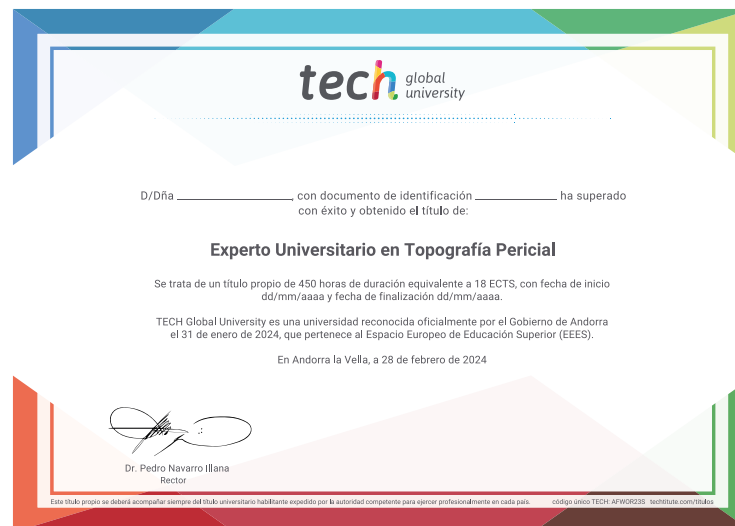 tech global university
D/Dña ____________, con documento de identificación ____________ ha superado
con éxito y obtenido el título de:
Experto Universitario en Topografía Pericial
Se trata de un título propio de 450 horas de duración equivalente a 18 ECTS, con fecha de inicio
dd/mm/aaaa y fecha de finalización dd/mm/aaaa.
TECH Global University es una universidad reconocida oficialmente por el Gobierno de Andorra
el 31 de enero de 2024, que pertenece al Espacio Europeo de Educación Superior (EEES).
En Andorra la Vella, a 28 de febrero de 2024
Dr. Pedro Navarro Illana
Rector
Este título propio se deberá acompañar siempre del título universitario habilitante expedido por la autoridad competente para ejercer profesionalmente en cada país. código único TECH: AFWOR23S techtitute.com/titulos